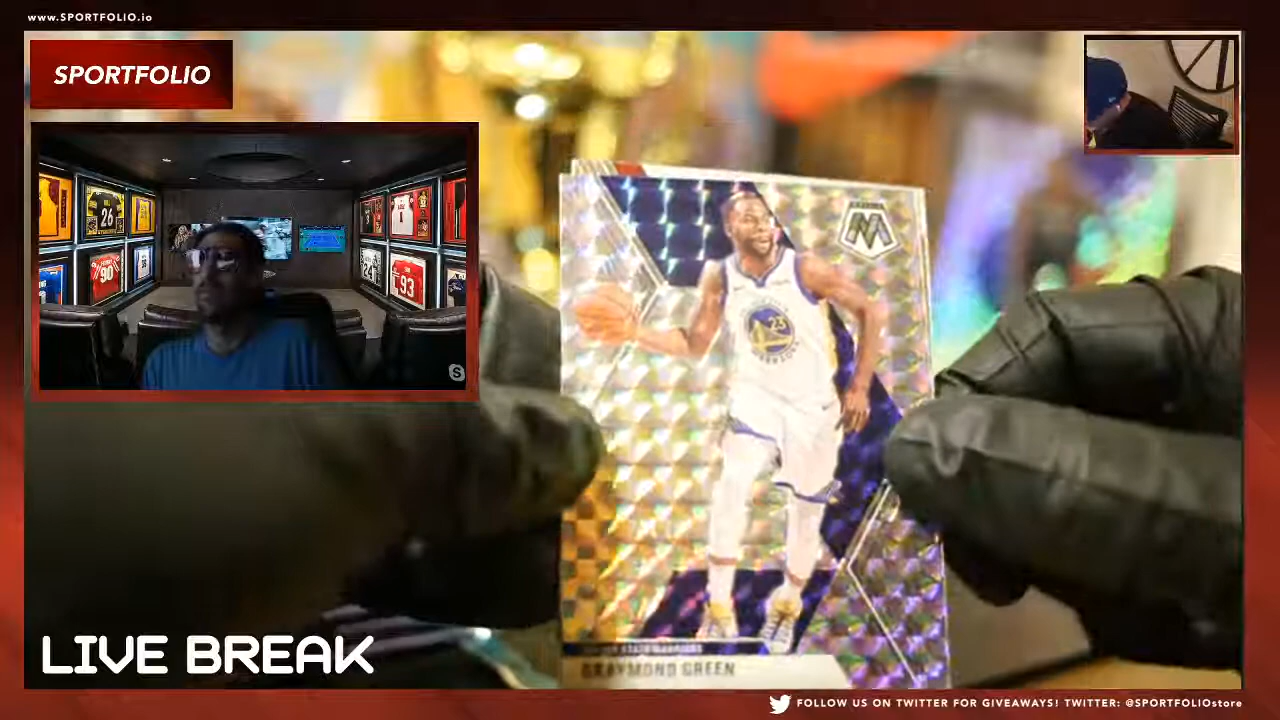 www.SPORTFOLIO.io
SPORTFOLIO
26
90
1
24
93
M
23
WARRIORS
DRAYMOND GREEN
LIVE BREAK
FOLLOW US ON TWITTER FOR GIVEAWAYS! TWITTER: @SPORTFOLIOstore